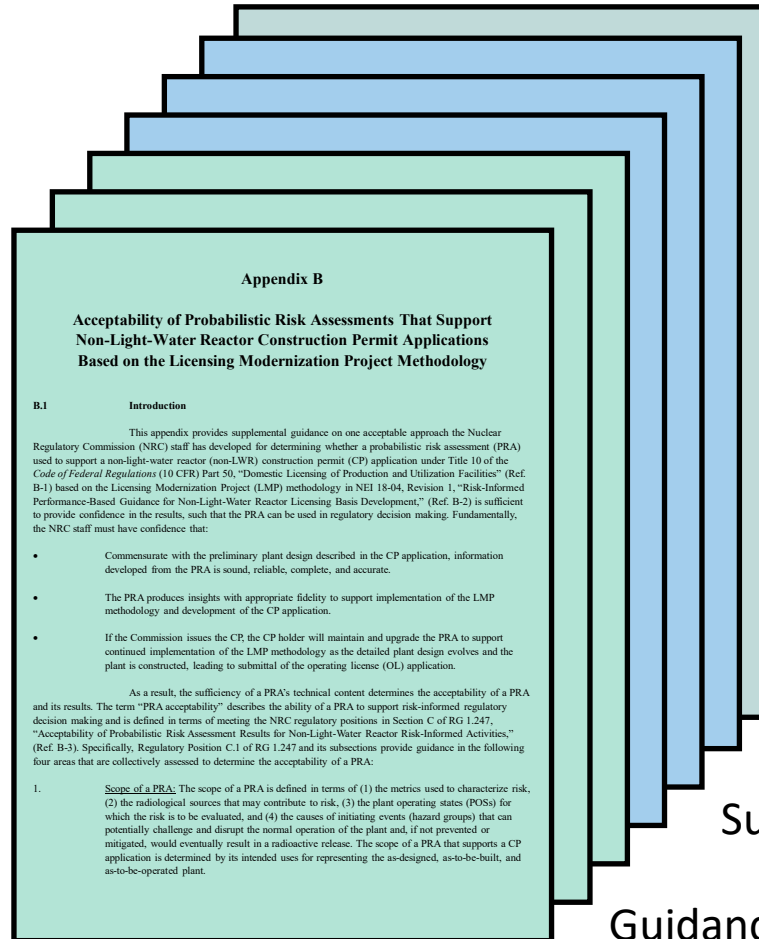 Appendix B
Acceptability of Probabilistic Risk Assessments That Support
Non-Light-Water Reactor Construction Permit Applications
Based on the Licensing Modernization Project Methodology
B.1 Introduction
This appendix provides supplemental guidance on one acceptable approach the Nuclear
Regulatory Commission (NRC) staff has developed for determining whether a probabilistic risk assessment (PRA)
used to support a non-light-water reactor (non-LWR) construction permit (CP) application under Title 10 of the
Code of Federal Regulations (10 CFR) Part 50, “Domestic Licensing of Production and Utilization Facilities” (Ref.
B-1) based on the Licensing Modernization Project (LMP) methodology in NEI 18-04, Revision 1, “Risk-Informed
Performance-Based Guidance for Non-Light-Water Reactor Licensing Basis Development,” (Ref. B-2) is sufficient
to provide confidence in the results, such that the PRA can be used in regulatory decision making. Fundamentally,
the NRC staff must have confidence that:
• Commensurate with the preliminary plant design described in the CP application, information
developed from the PRA is sound, reliable, complete, and accurate.
• The PRA produces insights with appropriate fidelity to support implementation of the LMP
methodology and development of the CP application.
• If the Commission issues the CP, the CP holder will maintain and upgrade the PRA to support
continued implementation of the LMP methodology as the detailed plant design evolves and the
plant is constructed, leading to submittal of the operating license (OL) application.
As a result, the sufficiency of a PRA’s technical content determines the acceptability of a PRA
and its results. The term “PRA acceptability” describes the ability of a PRA to support risk-informed regulatory
decision making and is defined in terms of meeting the NRC regulatory positions in Section C of RG 1.247,
“Acceptability of Probabilistic Risk Assessment Results for Non-Light-Water Reactor Risk-Informed Activities,”
(Ref. B-3). Specifically, Regulatory Position C.1 of RG 1.247 and its subsections provide guidance in the following
four areas that are collectively assessed to determine the acceptability of a PRA:
1. Scope of a PRA: The scope of a PRA is defined in terms of (1) the metrics used to characterize risk,
(2) the radiological sources that may contribute to risk, (3) the plant operating states (POSs) for
which the risk is to be evaluated, and (4) the causes of initiating events (hazard groups) that can
potentially challenge and disrupt the normal operation of the plant and, if not prevented or
mitigated, would eventually result in a radioactive release. The scope of a PRA that supports a CP
application is determined by its intended uses for representing the as-designed, as-to-be-built, and
as-to-be-operated plant.
Su
Guidanc